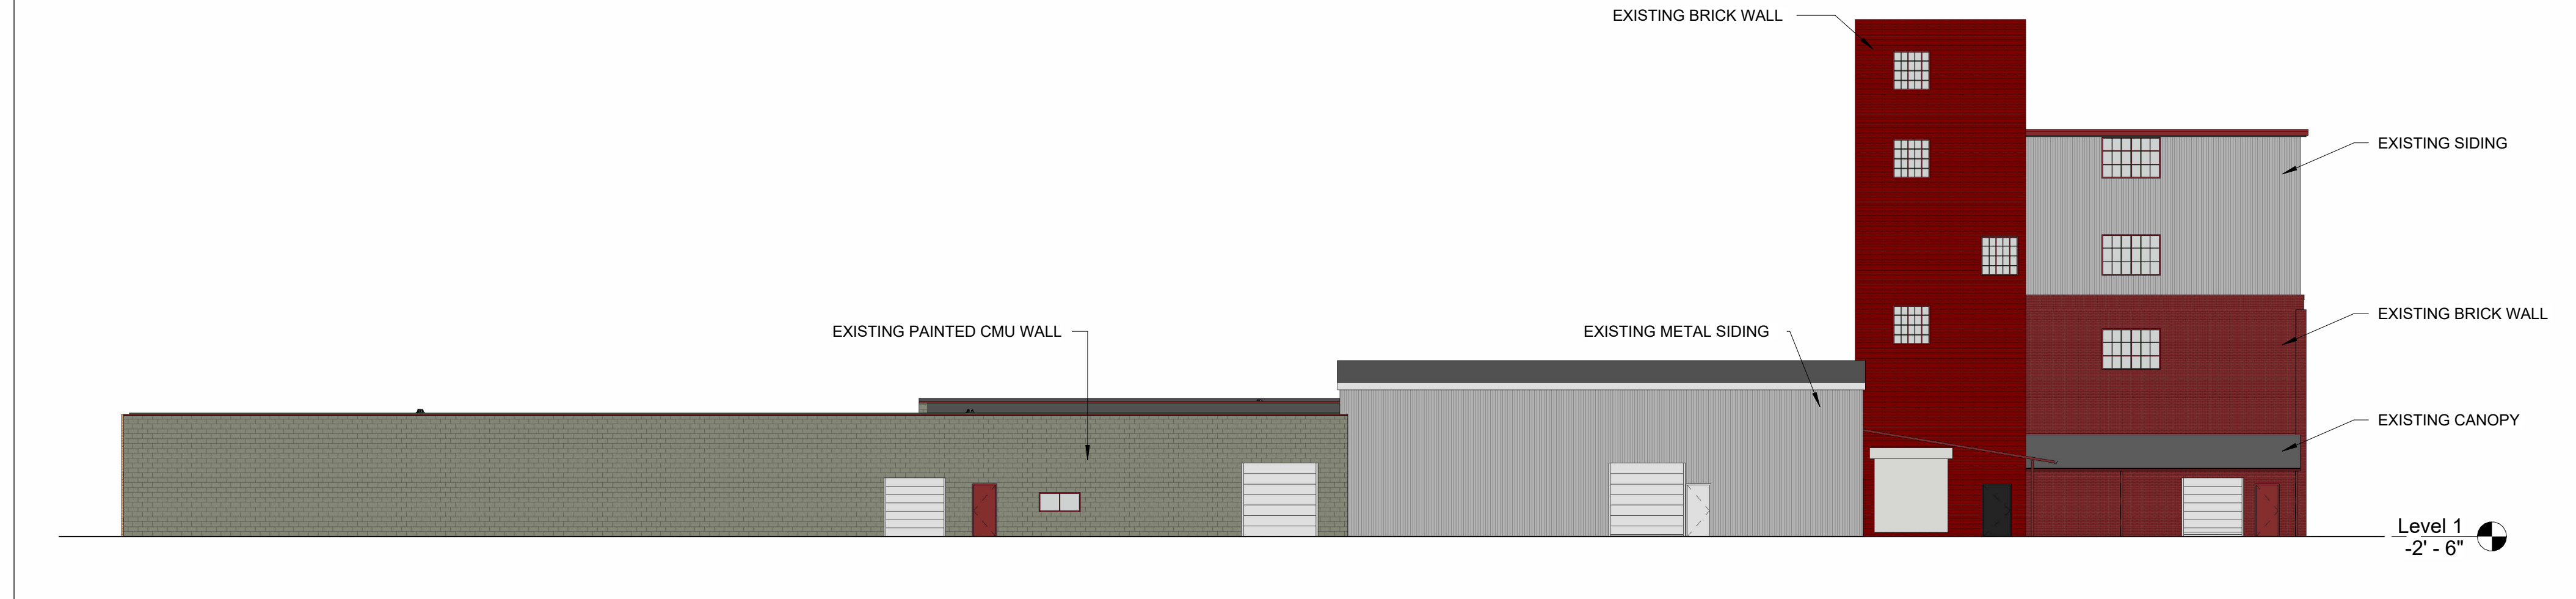 EXISTING BRICK WALL
EXISTING SIDING
EXISTING BRICK WALL
EXISTING PAINTED CMU WALL
EXISTING METAL SIDING
EXISTING CANOPY
Level 1
-2' - 6"